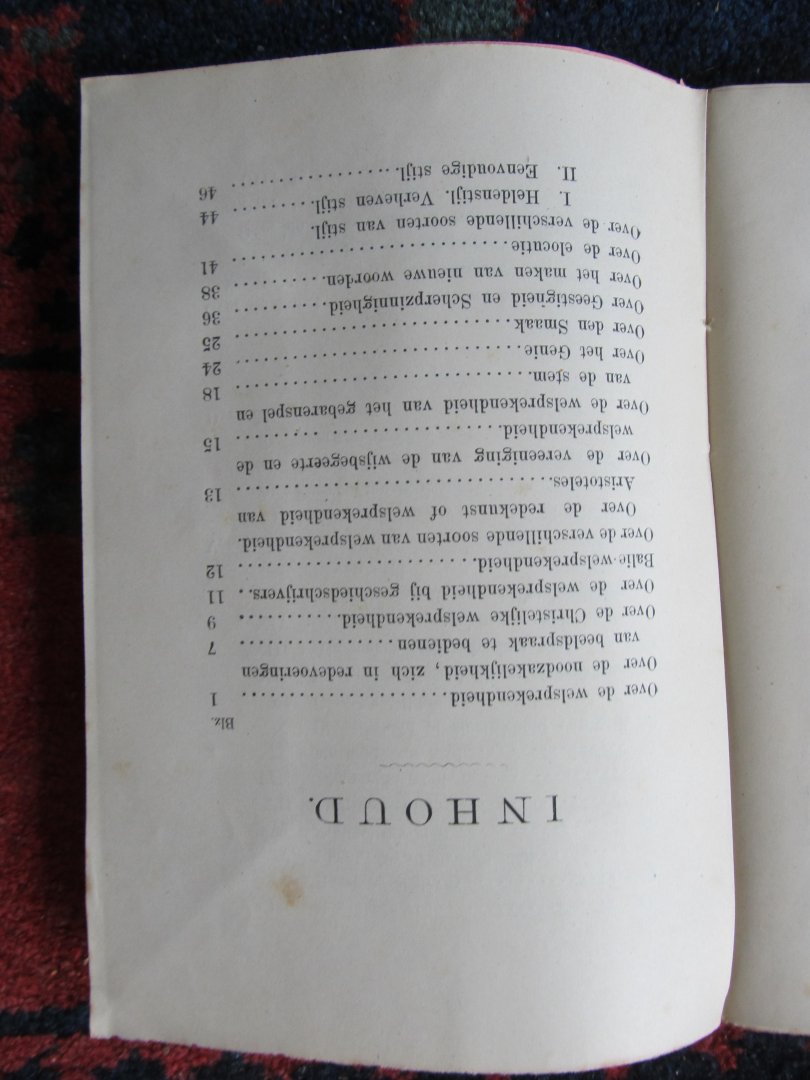 INHOUD.
Blz.
Over de welsprekendheid..................... 1
Over de noodzakelijkheid, zich in redevoeringen
van beeldspraak te bedienen................ 7
Over de Christelijke welsprekendheid........... 9
Over de welsprekendheid bij geschiedschrijvers.. 11
Balie-welsprekendheid........................ 12
Over de verschillende soorten van welsprekendheid.
Over de redekunst of welsprekendheid van
Aristoteles................................ 13
Over de vereeniging van de wijsbegeerte en de
welsprekendheid........................... 15
Over de welsprekendheid van het gebarenspel en
van de stem............................... 18
Over het Genie............................. 24
Over den Smaak............................. 25
Over Geestigheid en Scherpzinnigheid........... 36
Over het maken van nieuwe woorden........... 38
Over de elocutie............................. 41
Over de verschillende soorten van stijl.
I. Heldenstijl. Verheven stijl.......... 44
II. Eenvoudige stijl.................. 46